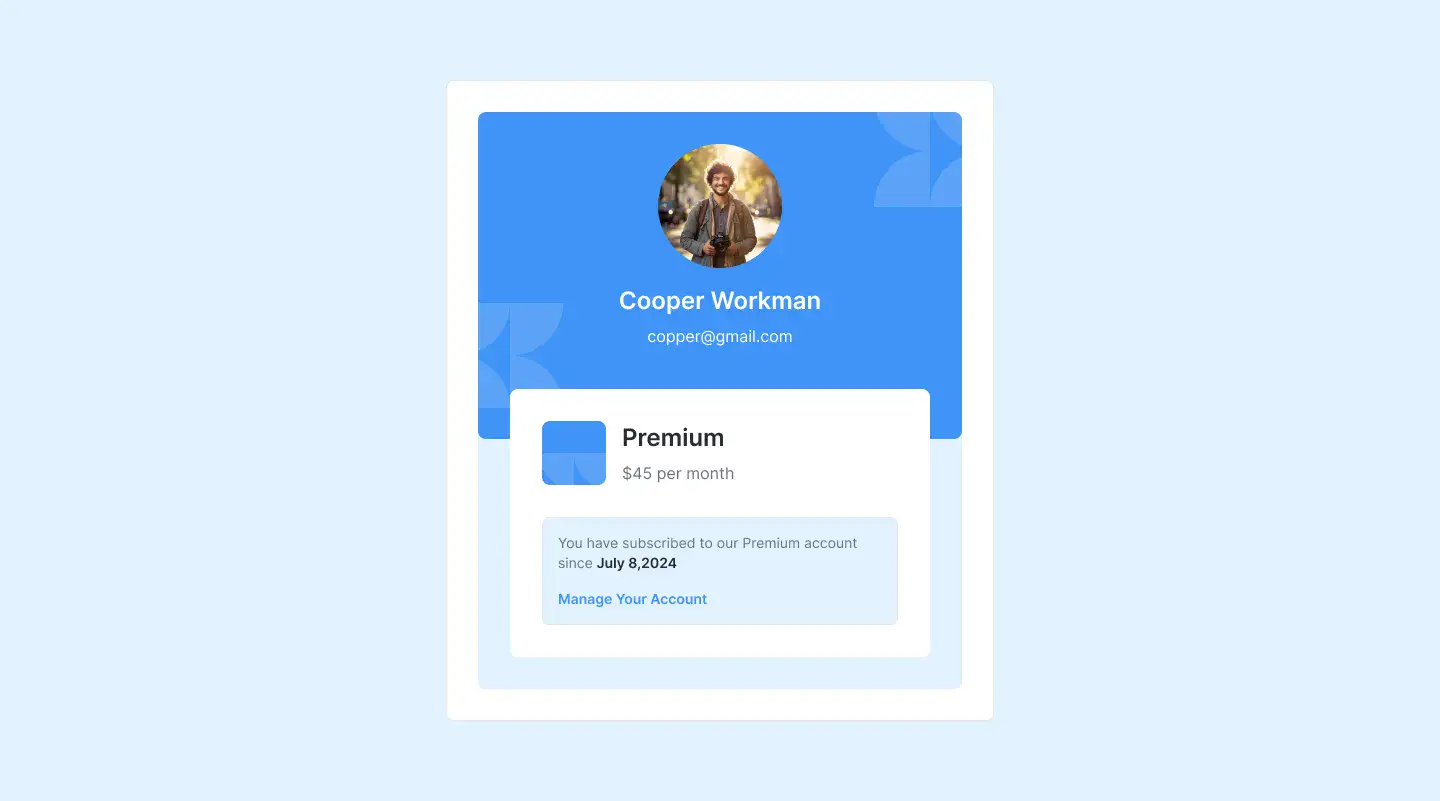 Cooper Workman
copper@gmail.com
Premium
$45 per month
You have subscribed to our Premium account
since July 8,2024
Manage Your Account